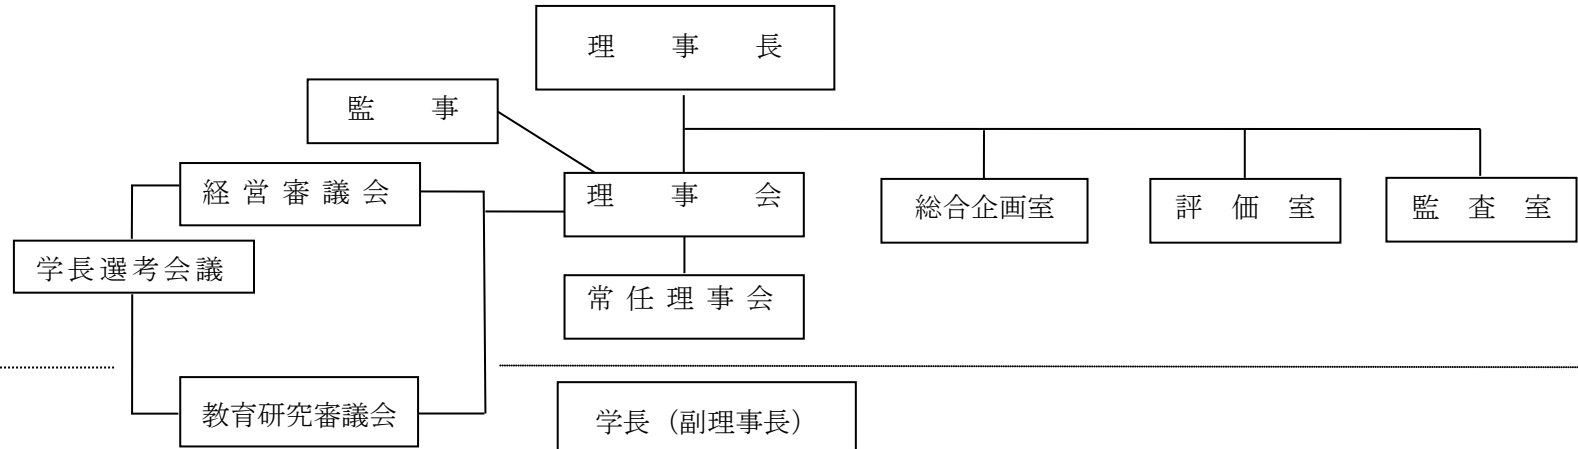 理事長
監事
経営審議会
理事会
総合企画室
評価室
監査室
学長選考会議
常任理事会
教育研究審議会
学長（副理事長）